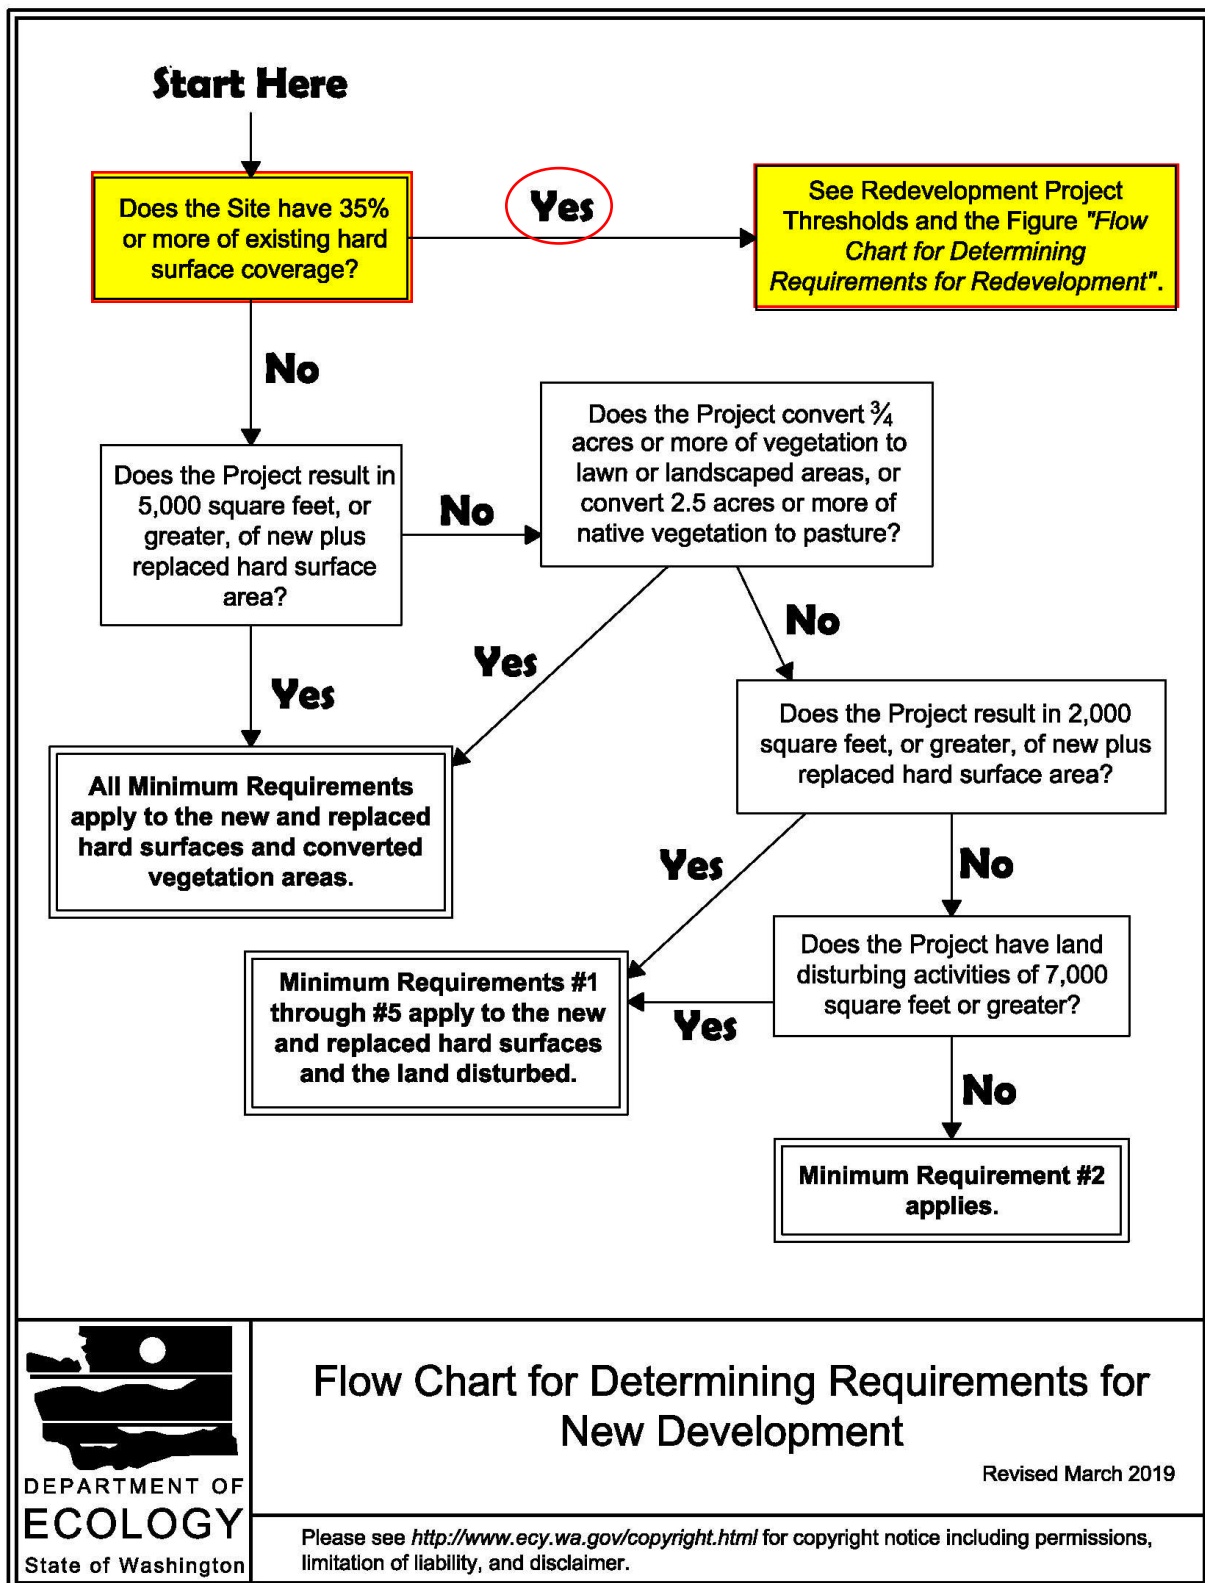 Start Here
Does the Site have 35%
or more of existing hard
surface coverage?
Yes
See Redevelopment Project
Thresholds and the Figure "Flow
Chart for Determining
Requirements for Redevelopment".
No
Does the Project result in
5,000 square feet, or
greater, of new plus
replaced hard surface
area?
No
Does the Project convert ¾
acres or more of vegetation to
lawn or landscaped areas, or
convert 2.5 acres or more of
native vegetation to pasture?
Yes
Yes
No
All Minimum Requirements
apply to the new and replaced
hard surfaces and converted
vegetation areas.
Does the Project result in 2,000
square feet, or greater, of new plus
replaced hard surface area?
Yes
No
Minimum Requirements #1
through #5 apply to the new
and replaced hard surfaces
and the land disturbed.
Yes
Does the Project have land
disturbing activities of 7,000
square feet or greater?
No
Minimum Requirement #2
applies.
DEPARTMENT OF
ECOLOGY
State of Washington
Flow Chart for Determining Requirements for
New Development
Revised March 2019
Please see http://www.ecy.wa.gov/copyright.html for copyright notice including permissions,
limitation of liability, and disclaimer.